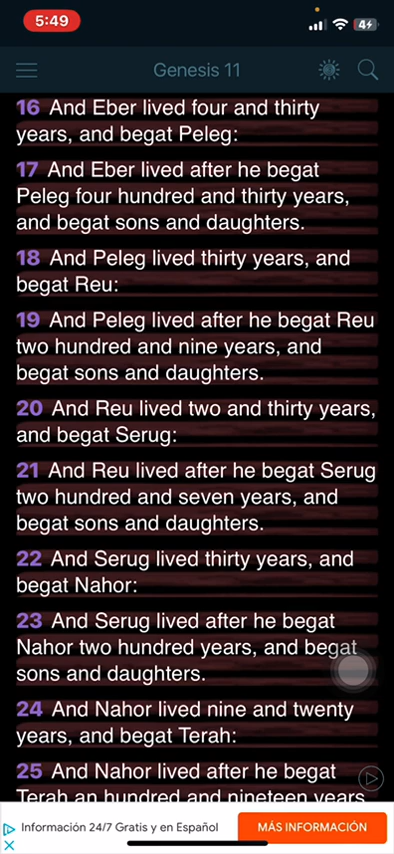 5:49
4
Genesis 11
16 And Eber lived four and thirty
years, and begat Peleg:
17 And Eber lived after he begat
Peleg four hundred and thirty years,
and begat sons and daughters.
18 And Peleg lived thirty years, and
begat Reu:
19 And Peleg lived after he begat Reu
two hundred and nine years, and
begat sons and daughters.
20 And Reu lived two and thirty years,
and begat Serug:
21 And Reu lived after he begat Serug
two hundred and seven years, and
begat sons and daughters.
22 And Serug lived thirty years, and
begat Nahor:
23 And Serug lived after he begat
Nahor two hundred years, and begat
sons and daughters.
24 And Nahor lived nine and twenty
years, and begat Terah:
25 And Nahor lived after he begat
Terah an hundred and nineteen years
Información 24/7 Gratis y en Español
MÁS INFORMACIÓN